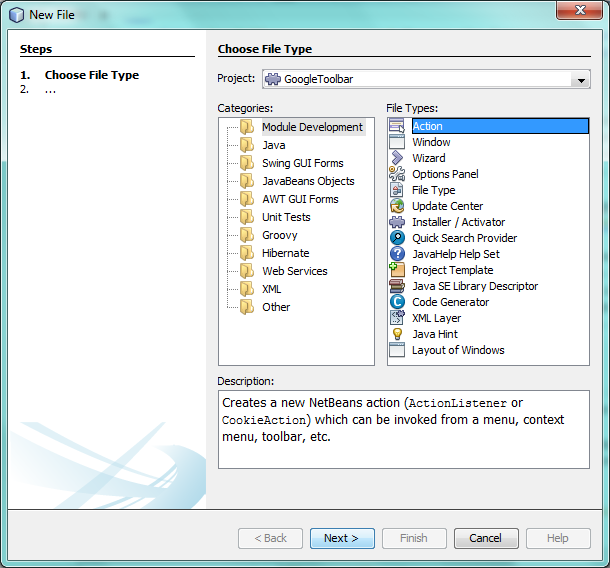 New File
Steps
1. Choose File Type
2. ...
Choose File Type
Project: GoogleToolbar
Categories:
Module Development
Java
Swing GUI Forms
JavaBeans Objects
AWT GUI Forms
Unit Tests
Groovy
Hibernate
Web Services
XML
Other
File Types:
Action
Window
Wizard
Options Panel
File Type
Update Center
Installer / Activator
Quick Search Provider
JavaHelp Help Set
Project Template
Java SE Library Descriptor
Code Generator
XML Layer
Java Hint
Layout of Windows
Description:
Creates a new NetBeans action (ActionListener or
CookieAction) which can be invoked from a menu, context
menu, toolbar, etc.
< Back Next > Finish Cancel Help